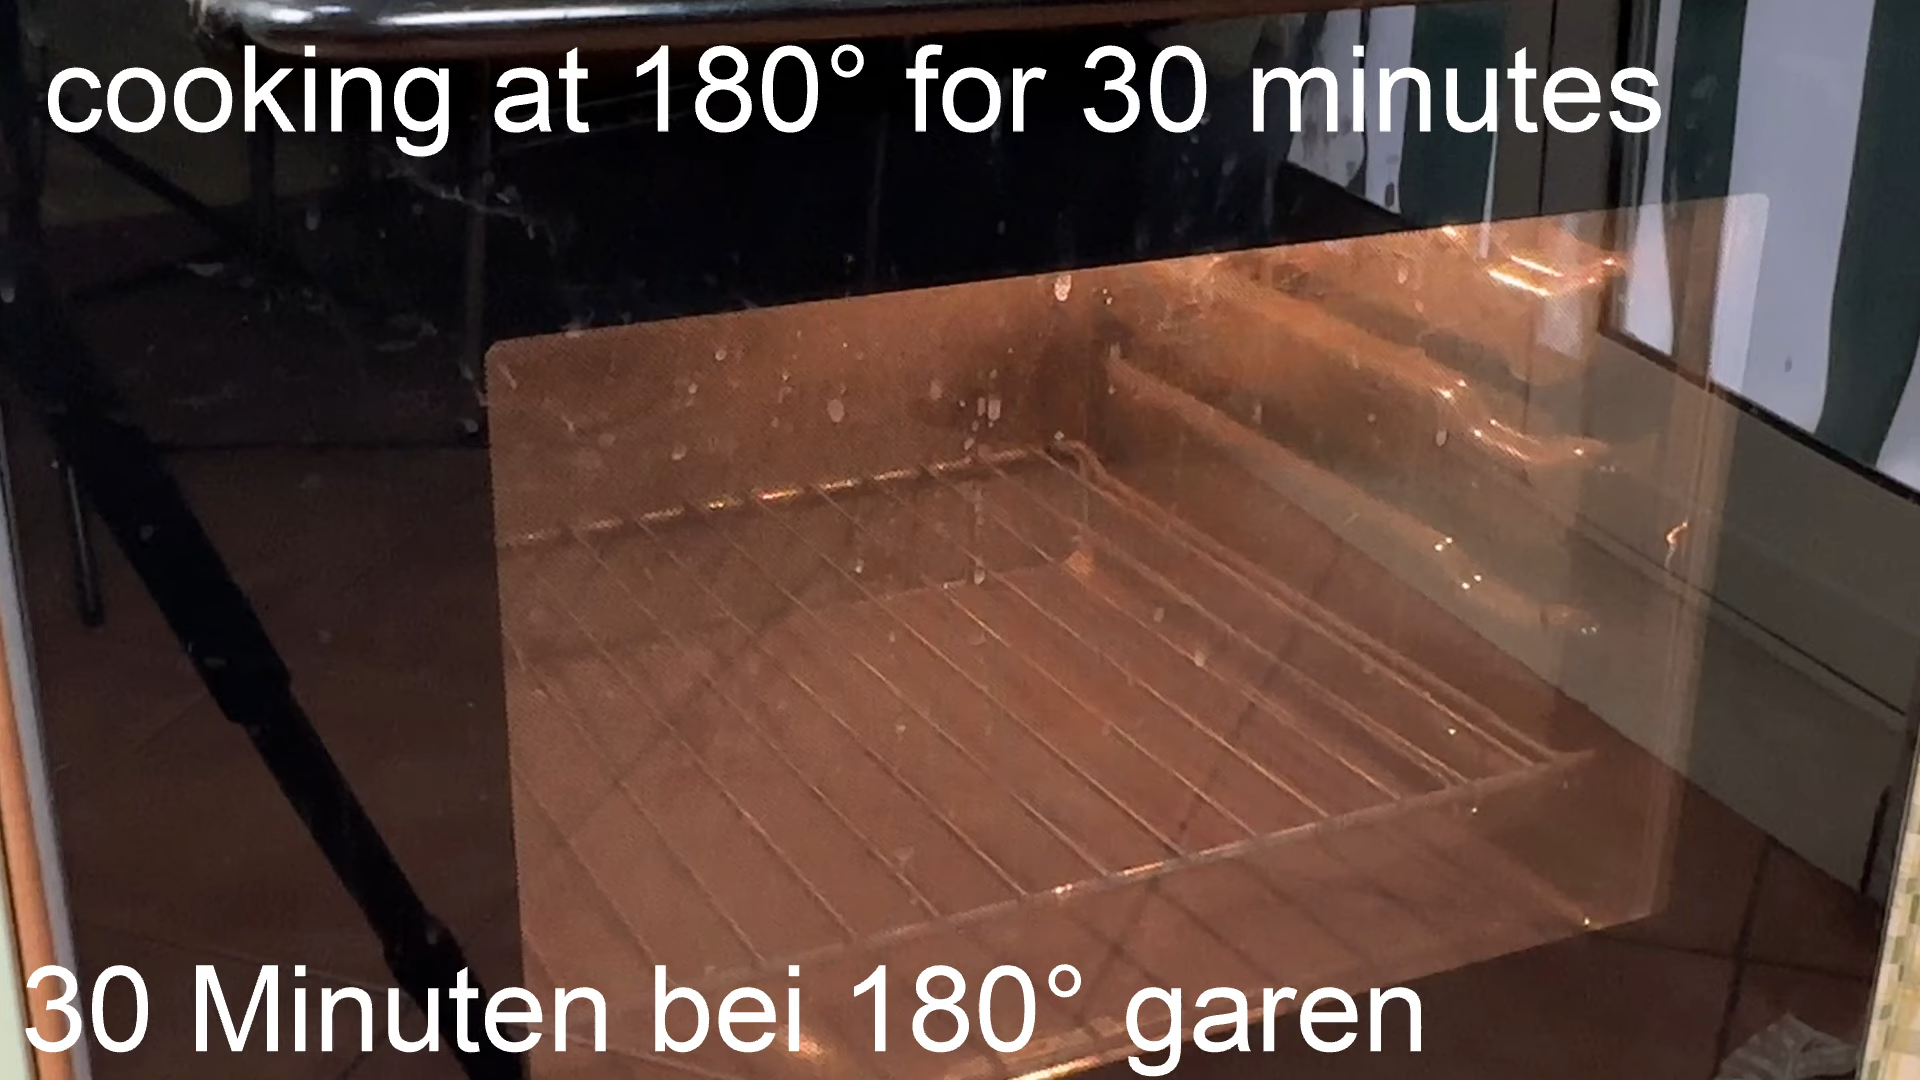 cooking at 180° for 30 minutes
30 Minuten bei 180° garen